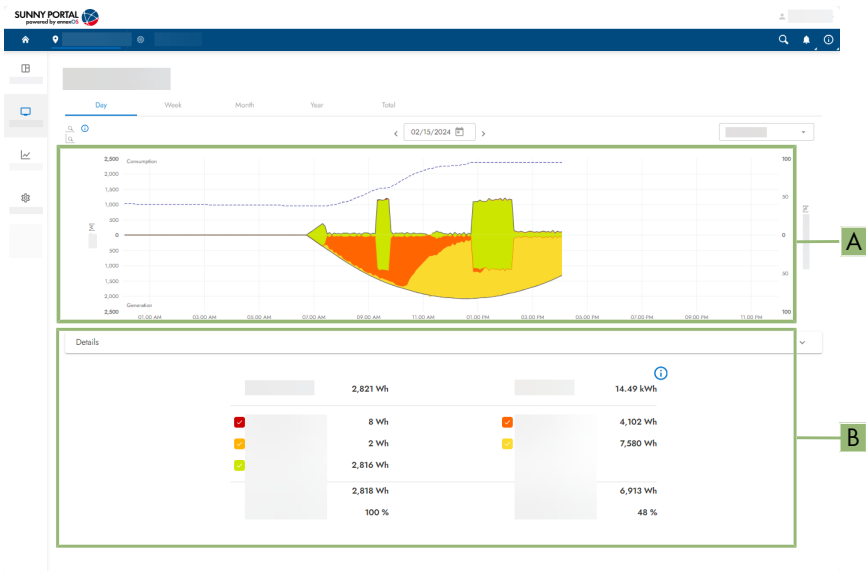 SUNNY PORTAL
powered by ennexOS
Day Week Month Year Total
02/15/2024
2,500 Consumption 100
2,000
1,500 50
1,000
500
0 0
[W] [%]
500
1,000
1,500 50
2,000
Generation
2,500 100
01:00 AM 03:00 AM 05:00 AM 07:00 AM 09:00 AM 11:00 AM 01:00 PM 03:00 PM 05:00 PM 07:00 PM 09:00 PM 11:00 PM
A
Details
2,821 Wh 14.49 kWh
8 Wh 4,102 Wh
2 Wh 7,580 Wh
2,816 Wh
2,818 Wh 6,913 Wh
100 % 48 %
B